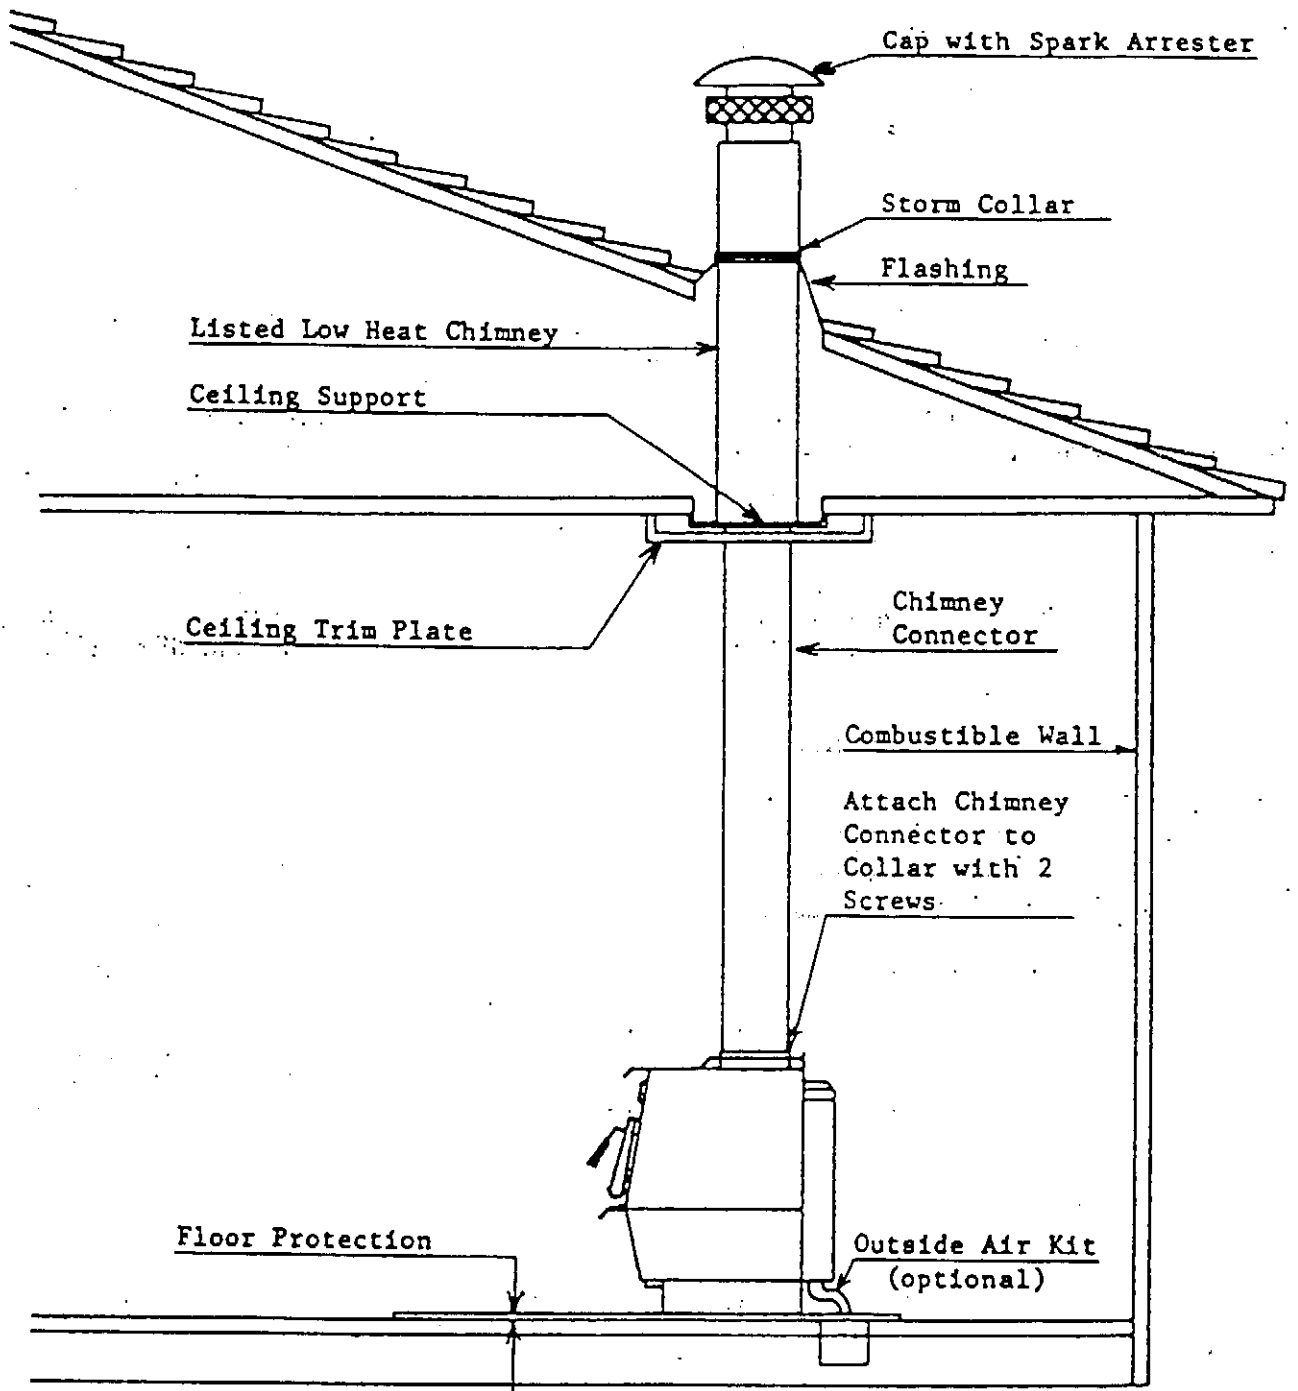 Cap with Spark Arrester
Storm Collar
Flashing
Listed Low Heat Chimney
Ceiling Support
Ceiling Trim Plate
Chimney
Connector
Combustible Wall
Attach Chimney
Connector to
Collar with 2
Screws
Floor Protection
Outside Air Kit
(optional)